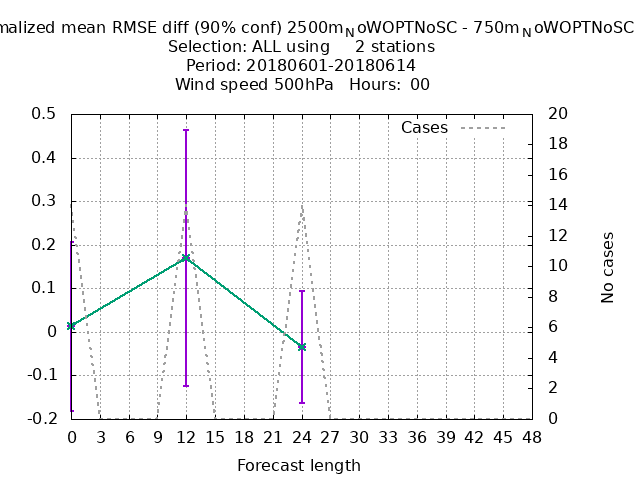 malized mean RMSE diff (90% conf) 2500mNoWOPTNoSC - 750mNoWOPTNoSC
Selection: ALL using 2 stations
Period: 20180601-20180614
Wind speed 500hPa Hours: 00
Cases
0.5
0.4
0.3
0.2
0.1
0
-0.1
-0.2
20
18
16
14
12
10
8
6
4
2
0
No cases
0 3 6 9 12 15 18 21 24 27 30 33 36 39 42 45 48
Forecast length